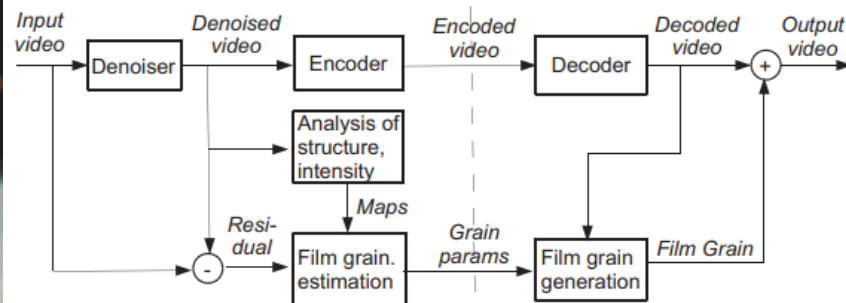 Input
video
Denoised
video
Encoded
video
Decoded
video
Output
video
Denoiser
Encoder
Decoder
+
Analysis of
structure,
intensity
Maps
Resi-
dual
-
Film grain.
estimation
Grain
params
Film grain
generation
Film Grain